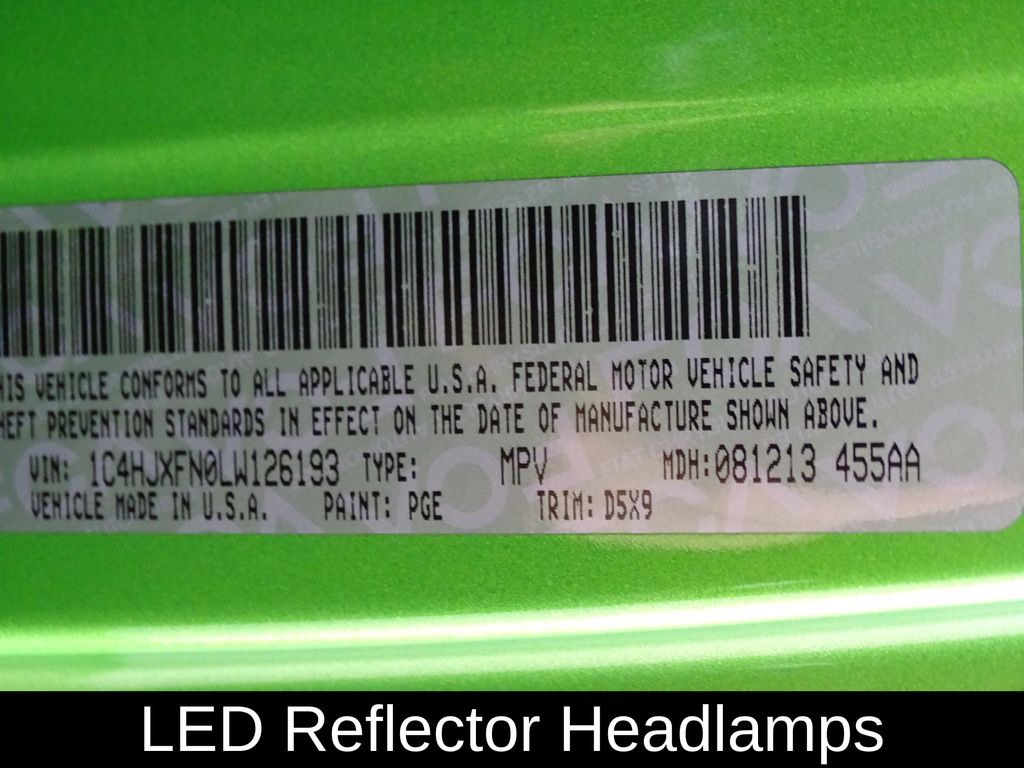 HIS VEHICLE CONFORMS TO ALL APPLICABLE U.S.A. FEDERAL MOTOR VEHICLE SAFETY AND
HEFT PREVENTION STANDARDS IN EFFECT ON THE DATE OF MANUFACTURE SHOWN ABOVE.
VIN: 1C4HJXFN0LW126193 TYPE: MPV MDH:081213 455AA
VEHICLE MADE IN U.S.A. PAINT: PGE TRIM: D5X9
LED Reflector Headlamps